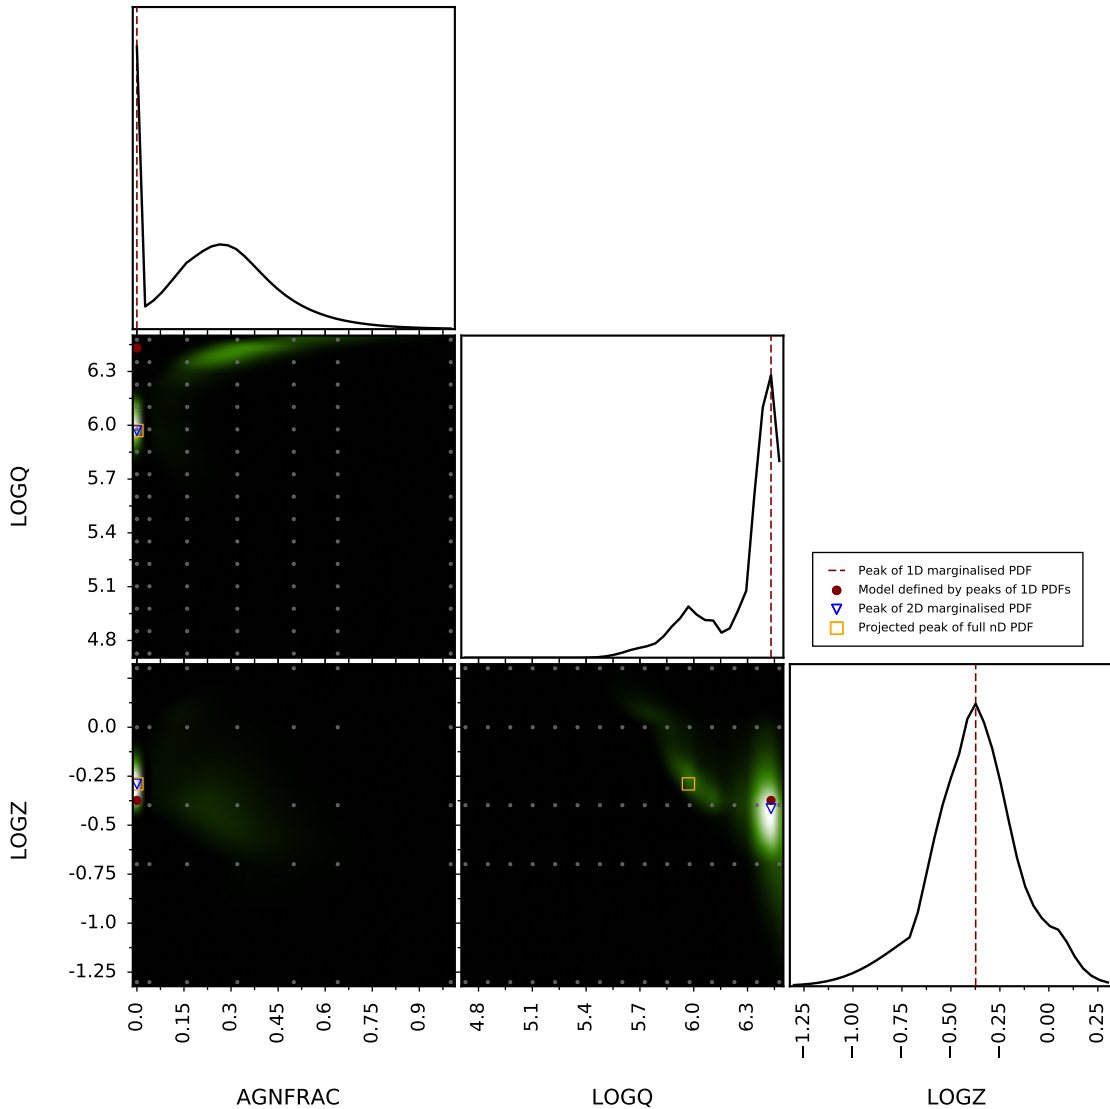 6.3
6.0
5.7
5.4
5.1
4.8
LOGQ
Peak of 1D marginalised PDF
Model defined by peaks of 1D PDFs
Peak of 2D marginalised PDF
Projected peak of full nD PDF
0.0
-0.25
-0.5
-0.75
-1.0
-1.25
LOGZ
0.0 0.15 0.3 0.45 0.6 0.75 0.9
4.8 5.1 5.4 5.7 6.0 6.3
−1.25 −1.00 −0.75 −0.50 −0.25 0.00 0.25
AGNFRAC LOGQ LOGZ